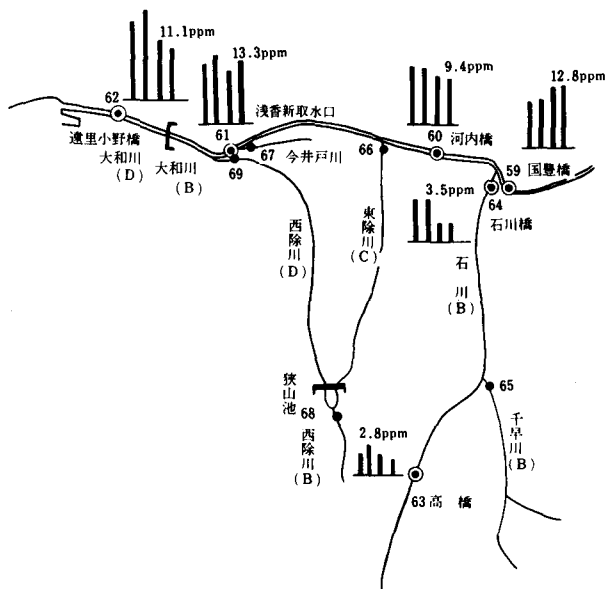 11.1ppm
13.3ppm
9.4ppm
12.8ppm
62
浅香新取水口
61
60
河内橋
遠里小野橋
大和川
(D)
大和川
(B)
67
今井戸川
66
59
国豊橋
69
64
石川橋
3.5ppm
西除川
(D)
東除川
(C)
石川
(B)
狭山池
65
68
西除川
(B)
千早川
(B)
2.8ppm
63高橋